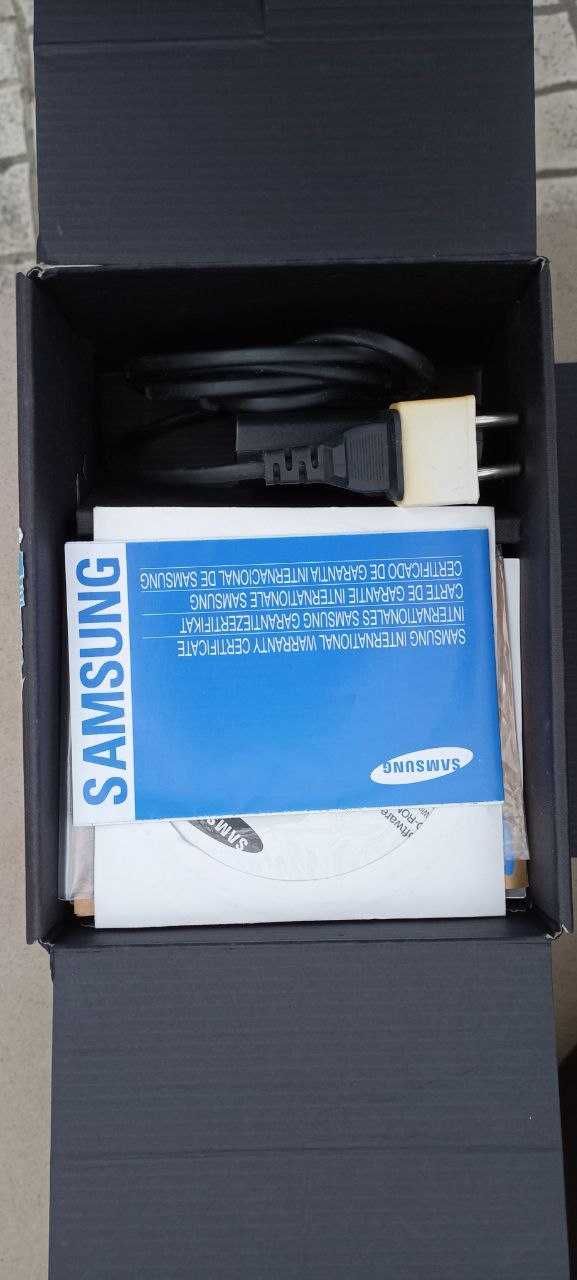 SAMSUNG
SAMSUNG INTERNATIONAL WARRANTY CERTIFICATE
INTERNATIONALES SAMSUNG GARANTIEZERTIFIKAT
CARTE DE GARANTIE INTERNATIONALE SAMSUNG
CERTIFICADO DE GARANTIA INTERNACIONAL DE SAMSUNG
SAMSUNG